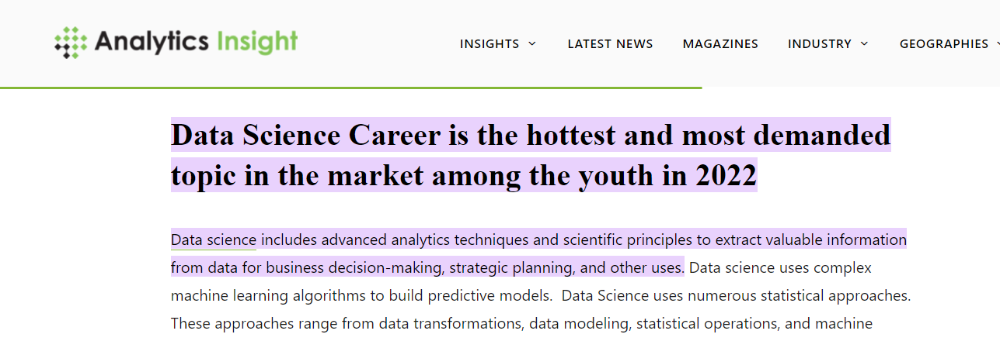 Analytics Insight
INSIGHTS LATEST NEWS MAGAZINES INDUSTRY GEOGRAPHIES
Data Science Career is the hottest and most demanded
topic in the market among the youth in 2022
Data science includes advanced analytics techniques and scientific principles to extract valuable information
from data for business decision-making, strategic planning, and other uses. Data science uses complex
machine learning algorithms to build predictive models.  Data Science uses numerous statistical approaches.
These approaches range from data transformations, data modeling, statistical operations, and machine